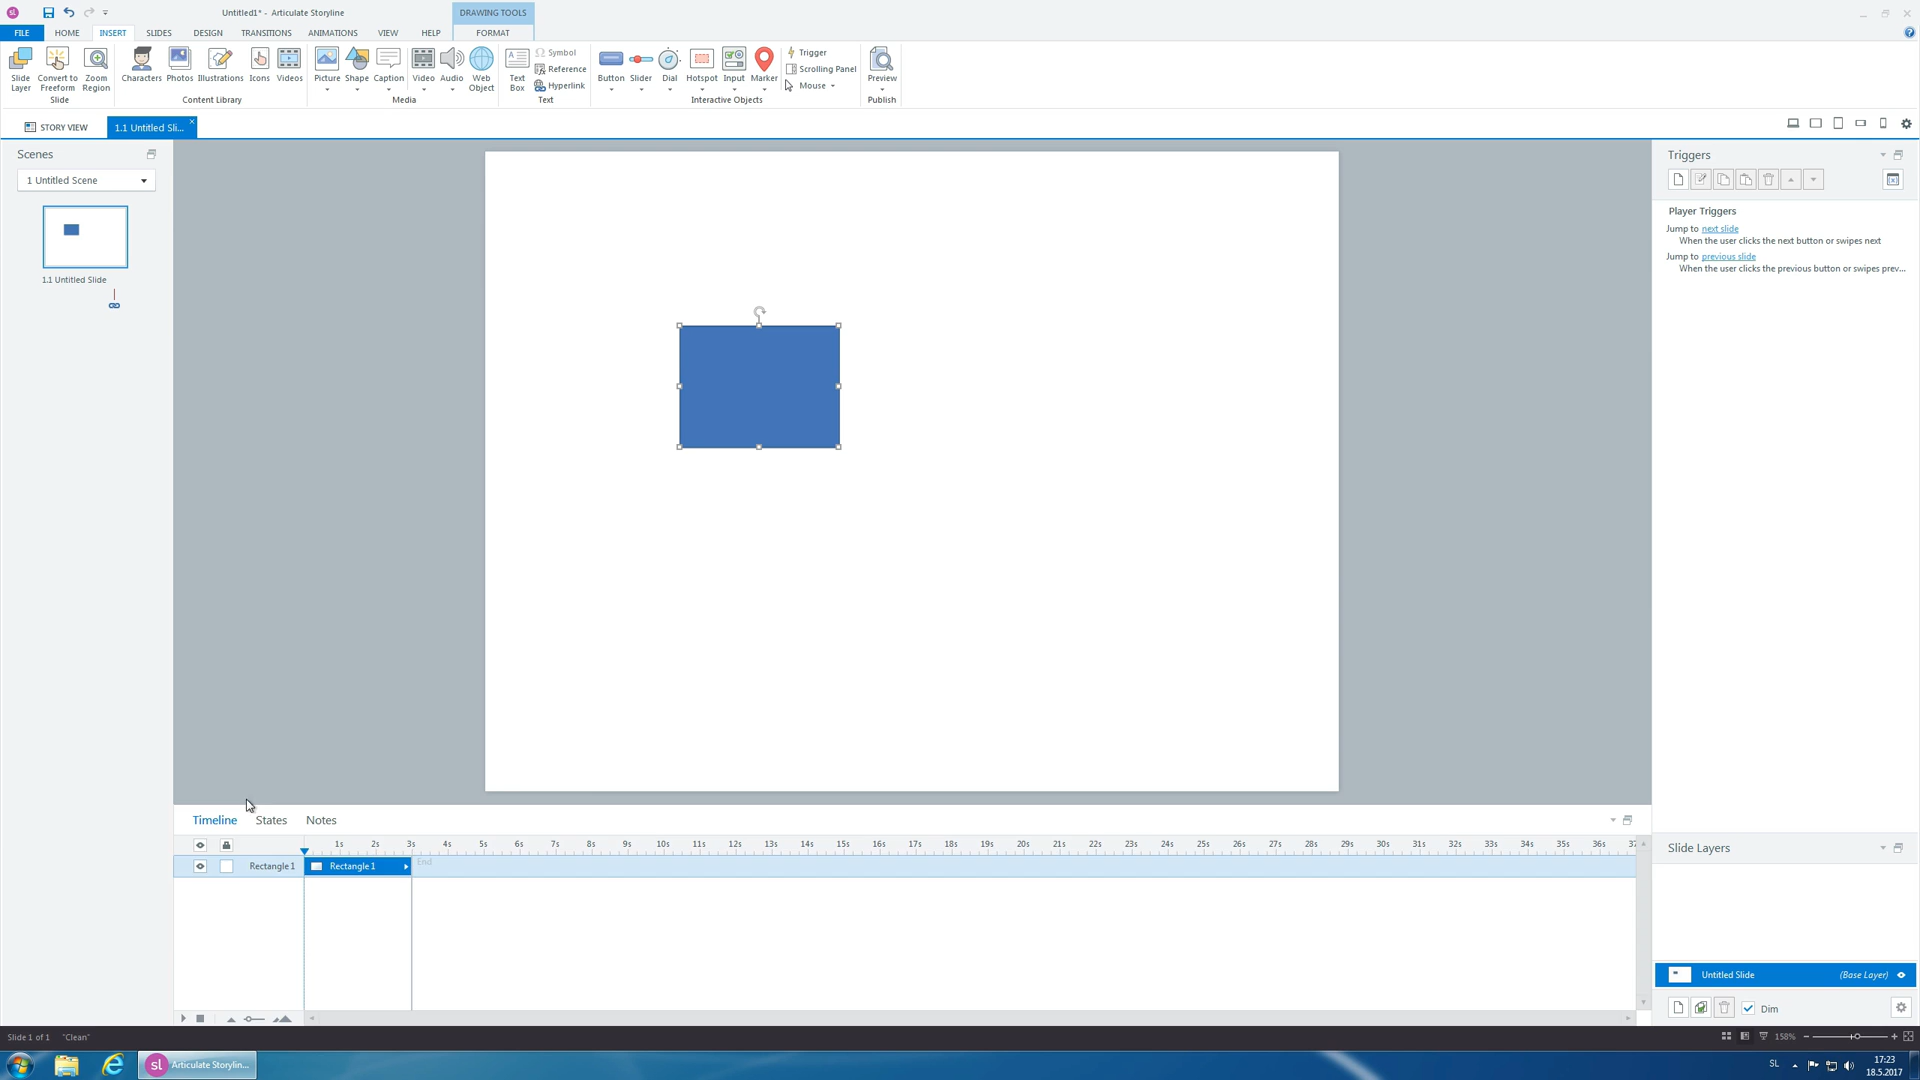 Untitled1* - Articulate Storyline
DRAWING TOOLS
FILE HOME INSERT SLIDES DESIGN TRANSITIONS ANIMATIONS VIEW HELP FORMAT
Slide Layer
Convert to Freeform
Zoom Region
Slide
Characters
Photos
Illustrations
Icons
Videos
Content Library
Picture
Shape
Caption
Video
Audio
Web Object
Media
Text Box
Symbol
Reference
Hyperlink
Text
Button
Slider
Dial
Hotspot
Input
Marker
Trigger
Scrolling Panel
Mouse
Interactive Objects
Preview
Publish
STORY VIEW
1.1 Untitled Sli...
Scenes
1 Untitled Scene
1.1 Untitled Slide
Triggers
Player Triggers
Jump to next slide
When the user clicks the next button or swipes next
Jump to previous slide
When the user clicks the previous button or swipes prev...
Timeline States Notes
1s 2s 3s 4s 5s 6s 7s 8s 9s 10s 11s 12s 13s 14s 15s 16s 17s 18s 19s 20s 21s 22s 23s 24s 25s 26s 27s 28s 29s 30s 31s 32s 33s 34s 35s 36s 37
Rectangle 1 Rectangle 1 End
Slide Layers
Untitled Slide (Base Layer)
Dim
Slide 1 of 1 "Clean"
158%
sl Articulate Storylin...
SL
17:23
18.5.2017